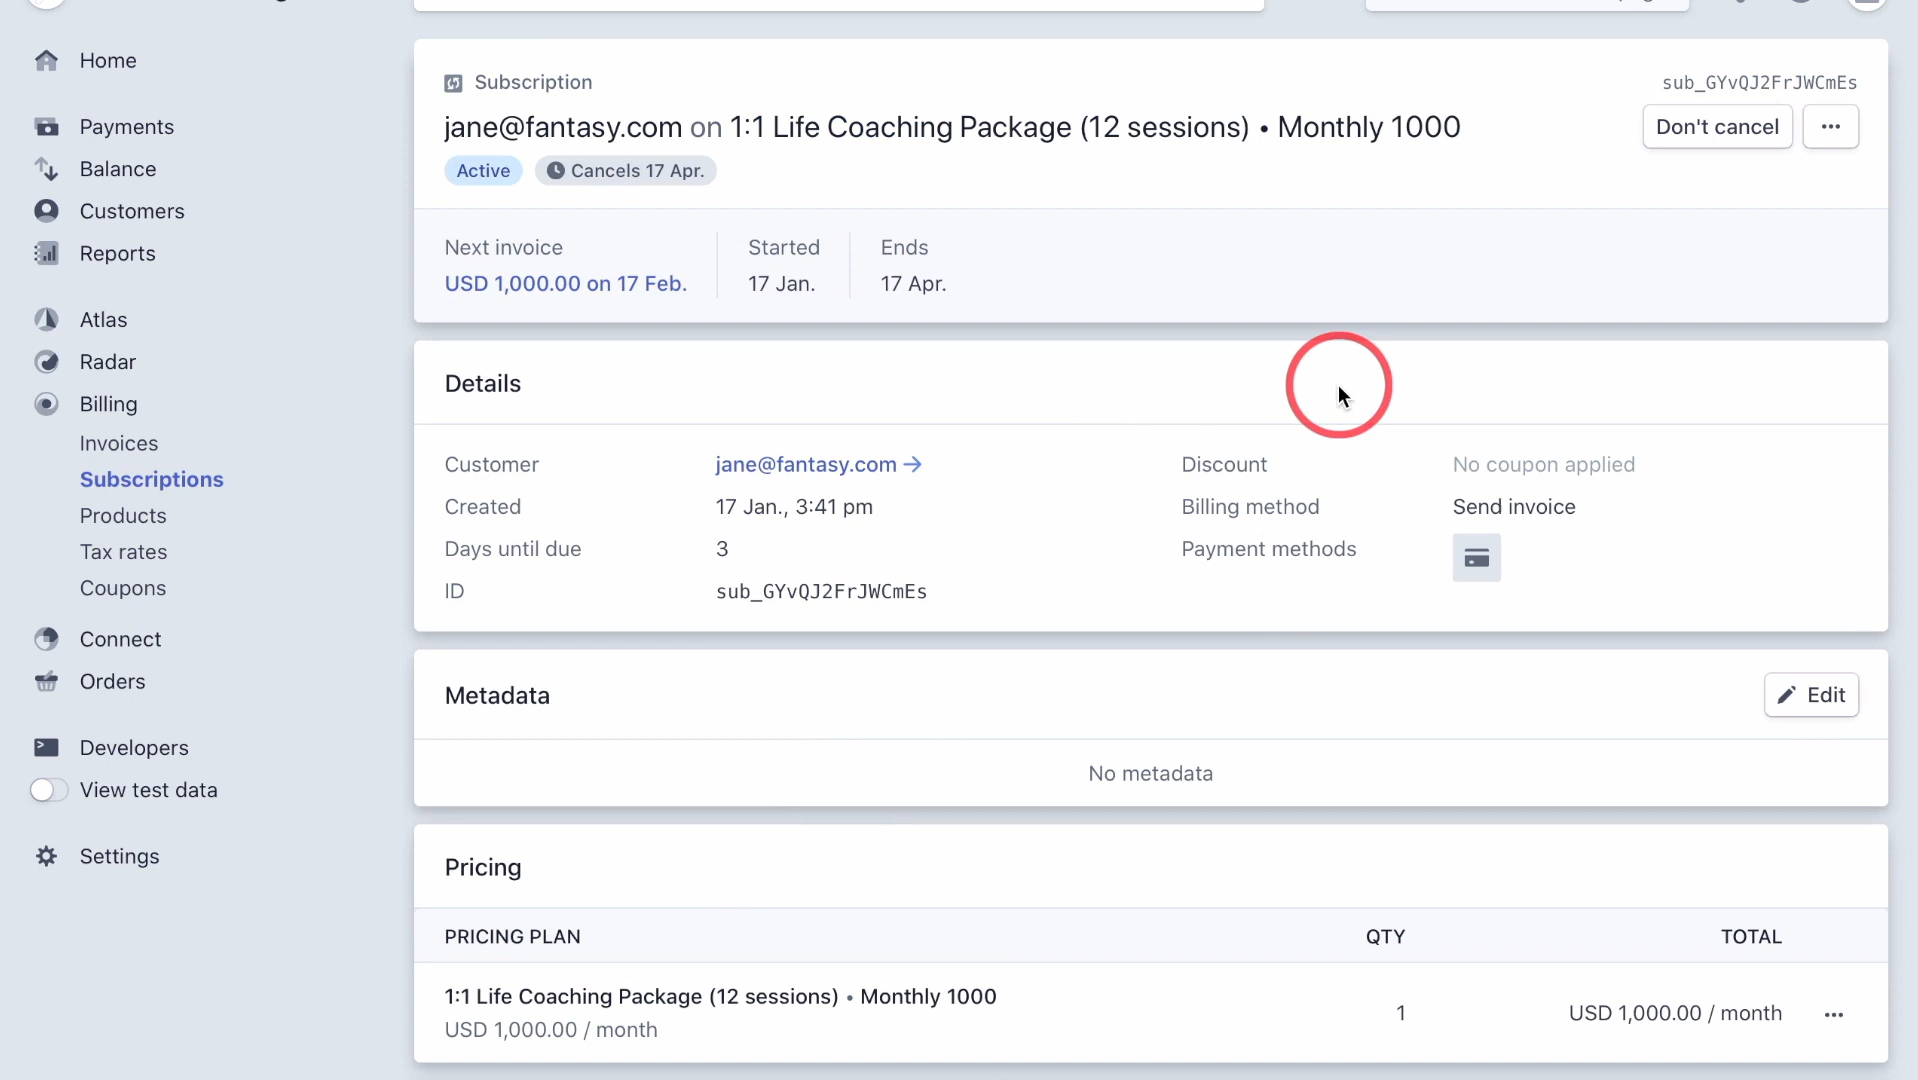 Home
Payments
Balance
Customers
Reports
Atlas
Radar
Billing
Invoices
Subscriptions
Products
Tax rates
Coupons
Connect
Orders
Developers
View test data
Settings
Subscription
sub_GYvQJ2FrJWCmEs
jane@fantasy.com on 1:1 Life Coaching Package (12 sessions) • Monthly 1000
Don't cancel
Active
Cancels 17 Apr.
Next invoice
USD 1,000.00 on 17 Feb.
Started
17 Jan.
Ends
17 Apr.
Details
Customer
jane@fantasy.com →
Created
17 Jan., 3:41 pm
Days until due
3
ID
sub_GYvQJ2FrJWCmEs
Discount
No coupon applied
Billing method
Send invoice
Payment methods
Metadata
Edit
No metadata
Pricing
PRICING PLAN QTY TOTAL
1:1 Life Coaching Package (12 sessions) • Monthly 1000
USD 1,000.00 / month
1
USD 1,000.00 / month